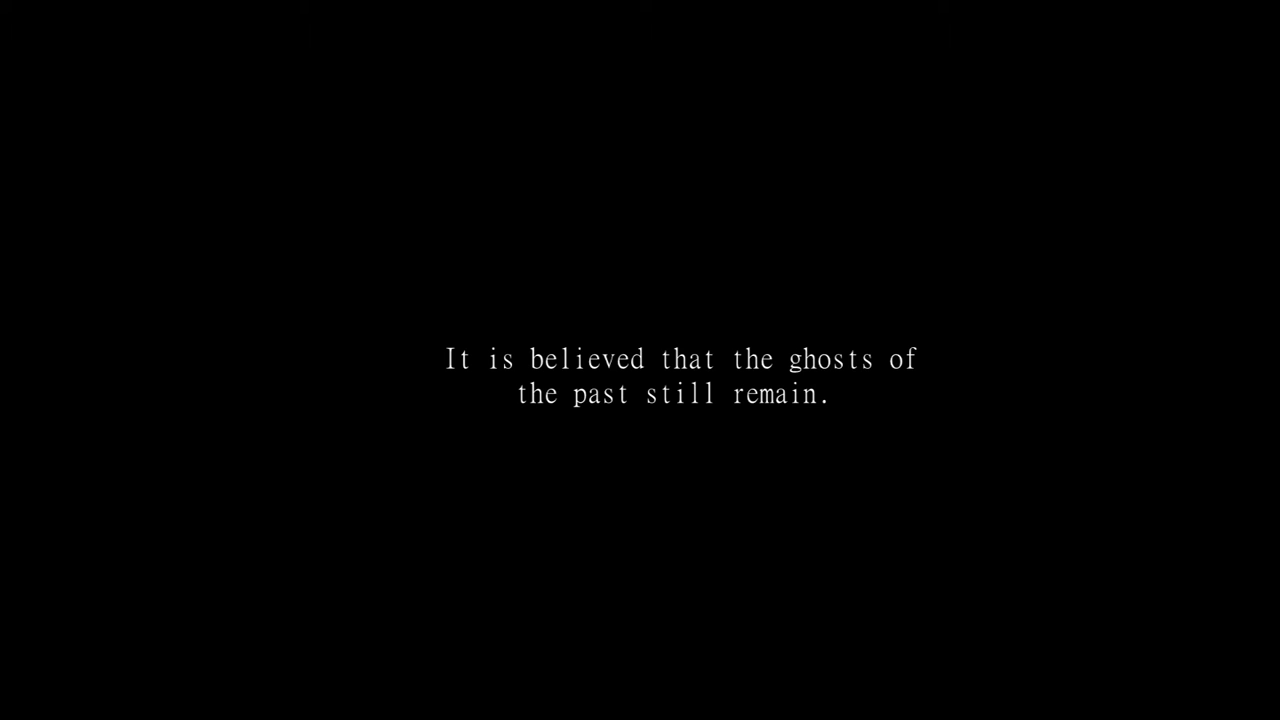 It is believed that the ghosts of
the past still remain.